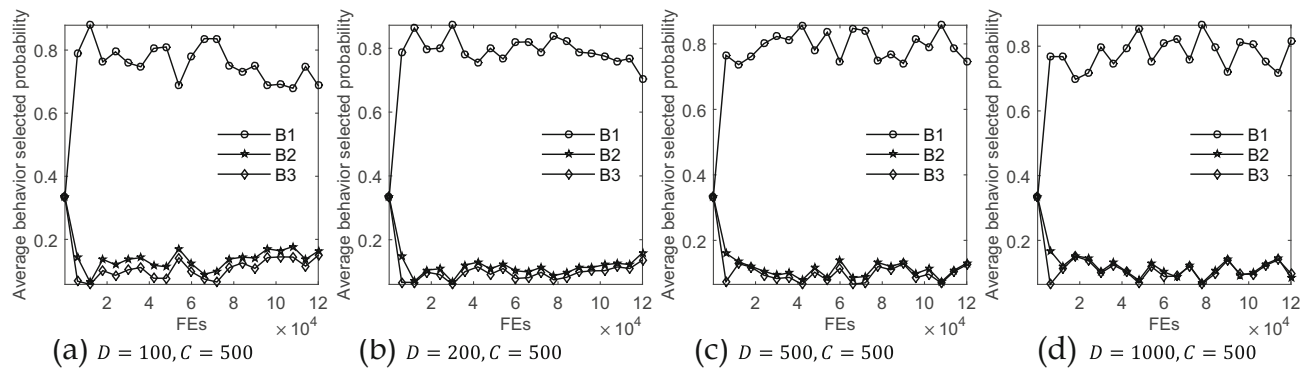 Average behavior selected probability
0.8
0.6
0.4
0.2
B1
B2
B3
2 4 6 8 10 12
FEs
× 10⁴
(a) D = 100, C = 500
Average behavior selected probability
0.8
0.6
0.4
0.2
B1
B2
B3
2 4 6 8 10 12
FEs
× 10⁴
(b) D = 200, C = 500
Average behavior selected probability
0.8
0.6
0.4
0.2
B1
B2
B3
2 4 6 8 10 12
FEs
× 10⁴
(c) D = 500, C = 500
Average behavior selected probability
0.8
0.6
0.4
0.2
B1
B2
B3
2 4 6 8 10 12
FEs
× 10⁴
(d) D = 1000, C = 500